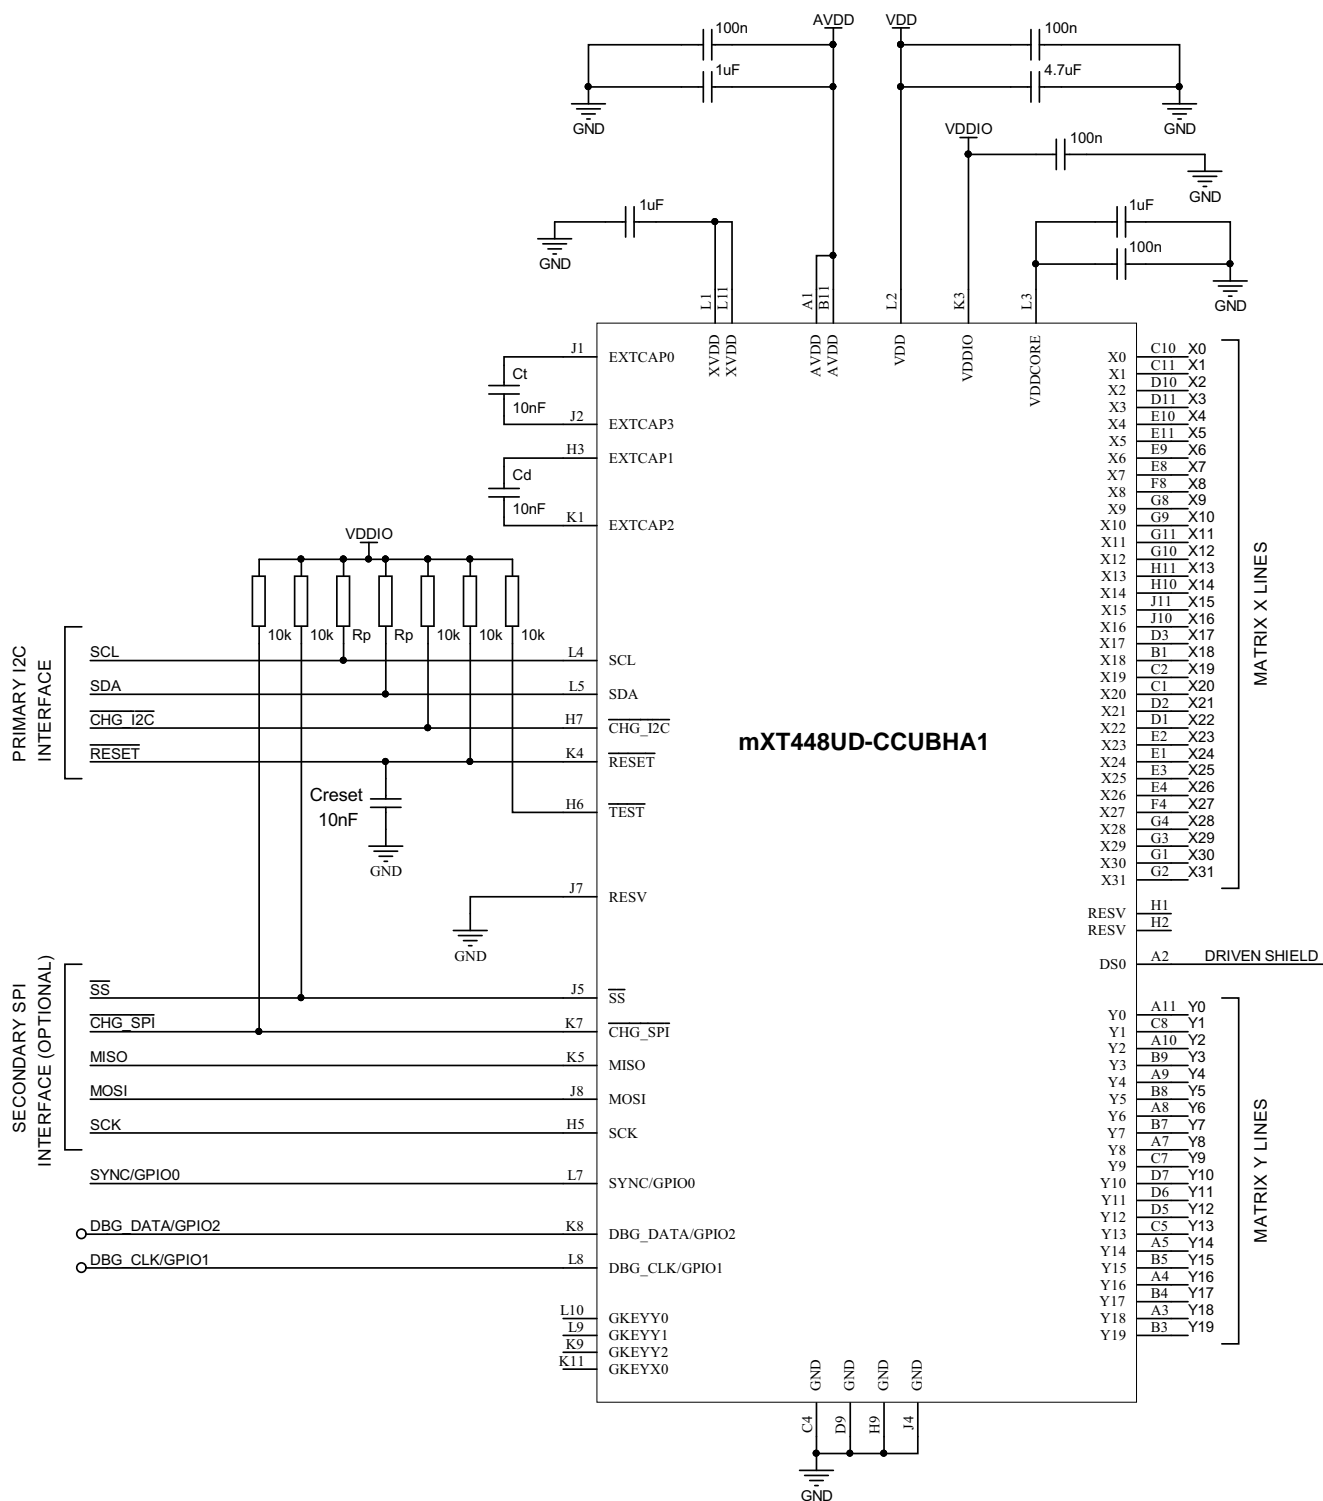 AVDD
VDD
100n
100n
1uF
4.7uF
GND
GND
VDDIO
100n
GND
1uF
GND
1uF
100n
GND
L1
L11
A1
B11
L2
K3
L3
XVDD
XVDD
AVDD
AVDD
VDD
VDDIO
VDDCORE
J1 EXTCAP0
Ct
10nF
J2 EXTCAP3
H3 EXTCAP1
Cd
10nF
K1 EXTCAP2
VDDIO
10k 10k Rp Rp 10k 10k 10k
PRIMARY I2C
INTERFACE
SCL L4 SCL
SDA L5 SDA
CHG_I2C H7 CHG_I2C
RESET K4 RESET
Creset
10nF
GND
H6 TEST
J7 RESV
GND
mXT448UD-CCUBHA1
SECONDARY SPI
INTERFACE (OPTIONAL)
SS J5 SS
CHG_SPI K7 CHG_SPI
MISO K5 MISO
MOSI J8 MOSI
SCK H5 SCK
SYNC/GPIO0 L7 SYNC/GPIO0
DBG_DATA/GPIO2 K8 DBG_DATA/GPIO2
DBG_CLK/GPIO1 L8 DBG_CLK/GPIO1
L10 GKEYY0
L9 GKEYY1
K9 GKEYY2
K11 GKEYX0
X0 C10 X0
X1 C11 X1
X2 D10 X2
X3 D11 X3
X4 E10 X4
X5 E11 X5
X6 E9 X6
X7 E8 X7
X8 F8 X8
X9 G8 X9
X10 G9 X10
X11 G11 X11
X12 G10 X12
X13 H11 X13
X14 H10 X14
X15 J11 X15
X16 J10 X16
X17 D3 X17
X18 B1 X18
X19 C2 X19
X20 C1 X20
X21 D2 X21
X22 D1 X22
X23 E2 X23
X24 E1 X24
X25 E3 X25
X26 E4 X26
X27 F4 X27
X28 G4 X28
X29 G3 X29
X30 G1 X30
X31 G2 X31
MATRIX X LINES
RESV H1
RESV H2
DS0 A2 DRIVEN SHIELD
Y0 A11 Y0
Y1 C8 Y1
Y2 A10 Y2
Y3 B9 Y3
Y4 A9 Y4
Y5 B8 Y5
Y6 A8 Y6
Y7 B7 Y7
Y8 A7 Y8
Y9 C7 Y9
Y10 D7 Y10
Y11 D6 Y11
Y12 D5 Y12
Y13 C5 Y13
Y14 A5 Y14
Y15 B5 Y15
Y16 A4 Y16
Y17 B4 Y17
Y18 A3 Y18
Y19 B3 Y19
MATRIX Y LINES
GND
GND
GND
GND
C4
D9
H9
J4
GND